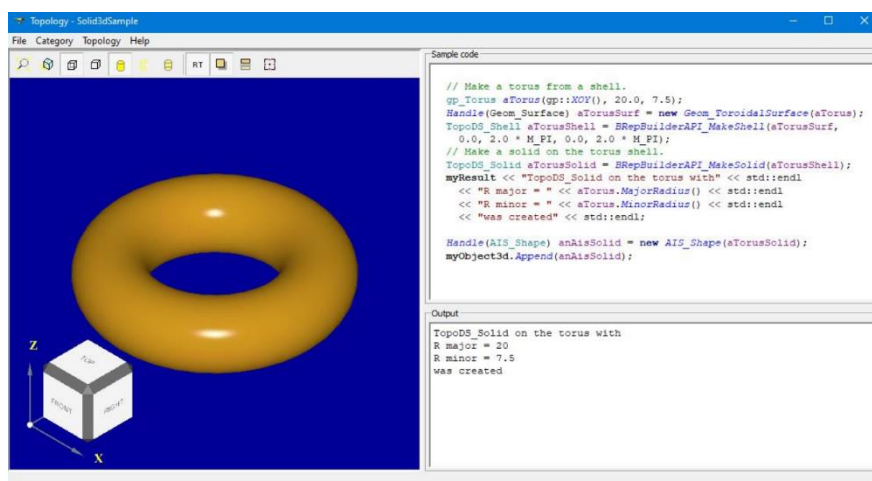 Topology - Solid3dSample
File Category Topology Help
RT
Sample code
// Make a torus from a shell.
gp_Torus aTorus(gp::XOY(), 20.0, 7.5);
Handle(Geom_Surface) aTorusSurf = new Geom_ToroidalSurface(aTorus);
TopoDS_Shell aTorusShell = BRepBuilderAPI_MakeShell(aTorusSurf,
0.0, 2.0 * M_PI, 0.0, 2.0 * M_PI);
// Make a solid on the torus shell.
TopoDS_Solid aTorusSolid = BRepBuilderAPI_MakeSolid(aTorusShell);
myResult << "TopoDS_Solid on the torus with" << std::endl
<< "R major = " << aTorus.MajorRadius() << std::endl
<< "R minor = " << aTorus.MinorRadius() << std::endl
<< "was created" << std::endl;
Handle(AIS_Shape) anAisSolid = new AIS_Shape(aTorusSolid);
myObject3d.Append(anAisSolid);
Output
TopoDS_Solid on the torus with
R major = 20
R minor = 7.5
was created
Z
TOP
FRONT
RIGHT
X